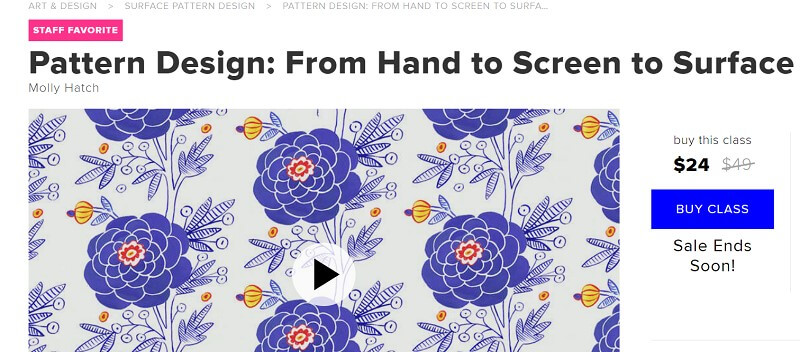 ART & DESIGN > SURFACE PATTERN DESIGN > PATTERN DESIGN: FROM HAND TO SCREEN TO SURFA...
STAFF FAVORITE
Pattern Design: From Hand to Screen to Surface
Molly Hatch
buy this class
$24 $49
BUY CLASS
Sale Ends
Soon!